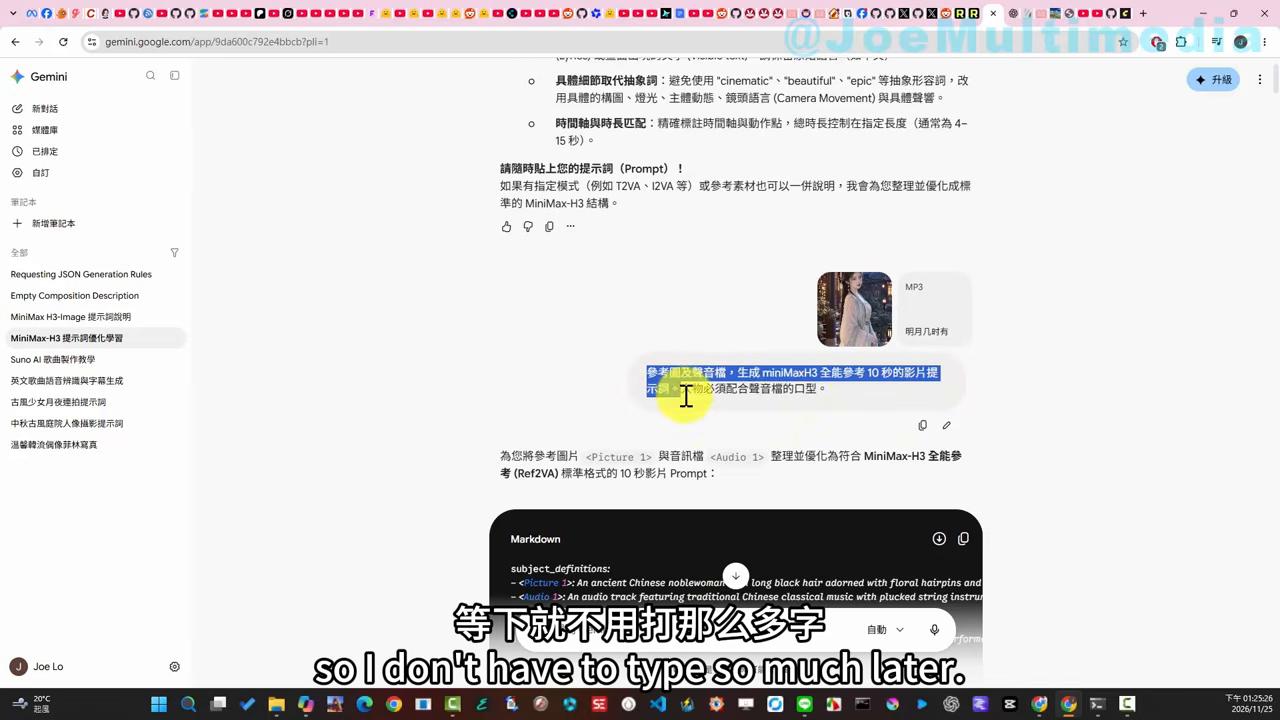 @JoeMultimedia
gemini.google.com/app/9da600c792e4bbcb?pli=1
Gemini
升級
新對話
媒體庫
已排定
自訂
筆記本
新增筆記本
全部
Requesting JSON Generation Rules
Empty Composition Description
MiniMax H3-Image 提示詞說明
MiniMax-H3 提示詞優化學習
Suno AI 歌曲製作教學
英文歌曲語音辨識與字幕生成
古風少女月夜連拍提示詞
中秋古風庭院人像攝影提示詞
溫馨韓流偶像菲林寫真
Joe Lo
具體細節取代抽象詞：避免使用 "cinematic"、"beautiful"、"epic" 等抽象形容詞，改
用具體的構圖、燈光、主體動態、鏡頭語言 (Camera Movement) 與具體聲響。
時間軸與時長匹配：精確標註時間軸與動作點，總時長控制在指定長度（通常為 4–
15 秒）。
請隨時貼上您的提示詞（Prompt）！
如果有指定模式（例如 T2VA、I2VA 等）或參考素材也可以一併說明，我會為您整理並優化成標
準的 MiniMax-H3 結構。
MP3
明月几时有
參考圖及聲音檔，生成 miniMaxH3 全能參考 10 秒的影片提
示詞。人物必須配合聲音檔的口型。
為您將參考圖片 <Picture 1> 與音訊檔 <Audio 1> 整理並優化為符合 MiniMax-H3 全能參
考 (Ref2VA) 標準格式的 10 秒影片 Prompt：
Markdown
subject_definitions:
- <Picture 1>: An ancient Chinese noblewoman long black hair adorned with floral hairpins and
- <Audio 1>: An audio track featuring traditional Chinese classical music with plucked string instrum
自動
等下就不用打那么多字
so I don't have to type so much later.
20°C
起風
下午 01:25:26
2026/11/25